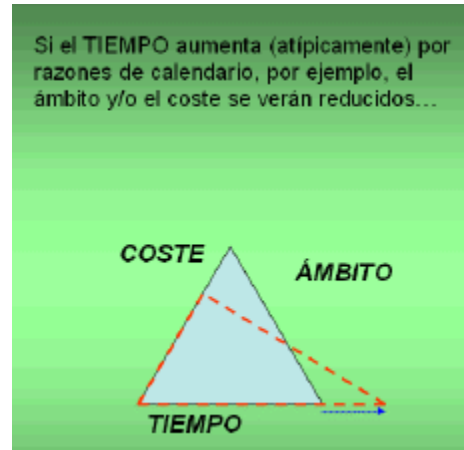 Si el TIEMPO aumenta (atípicamente) por
razones de calendario, por ejemplo, el
ámbito y/o el coste se verán reducidos...
COSTE
ÁMBITO
TIEMPO